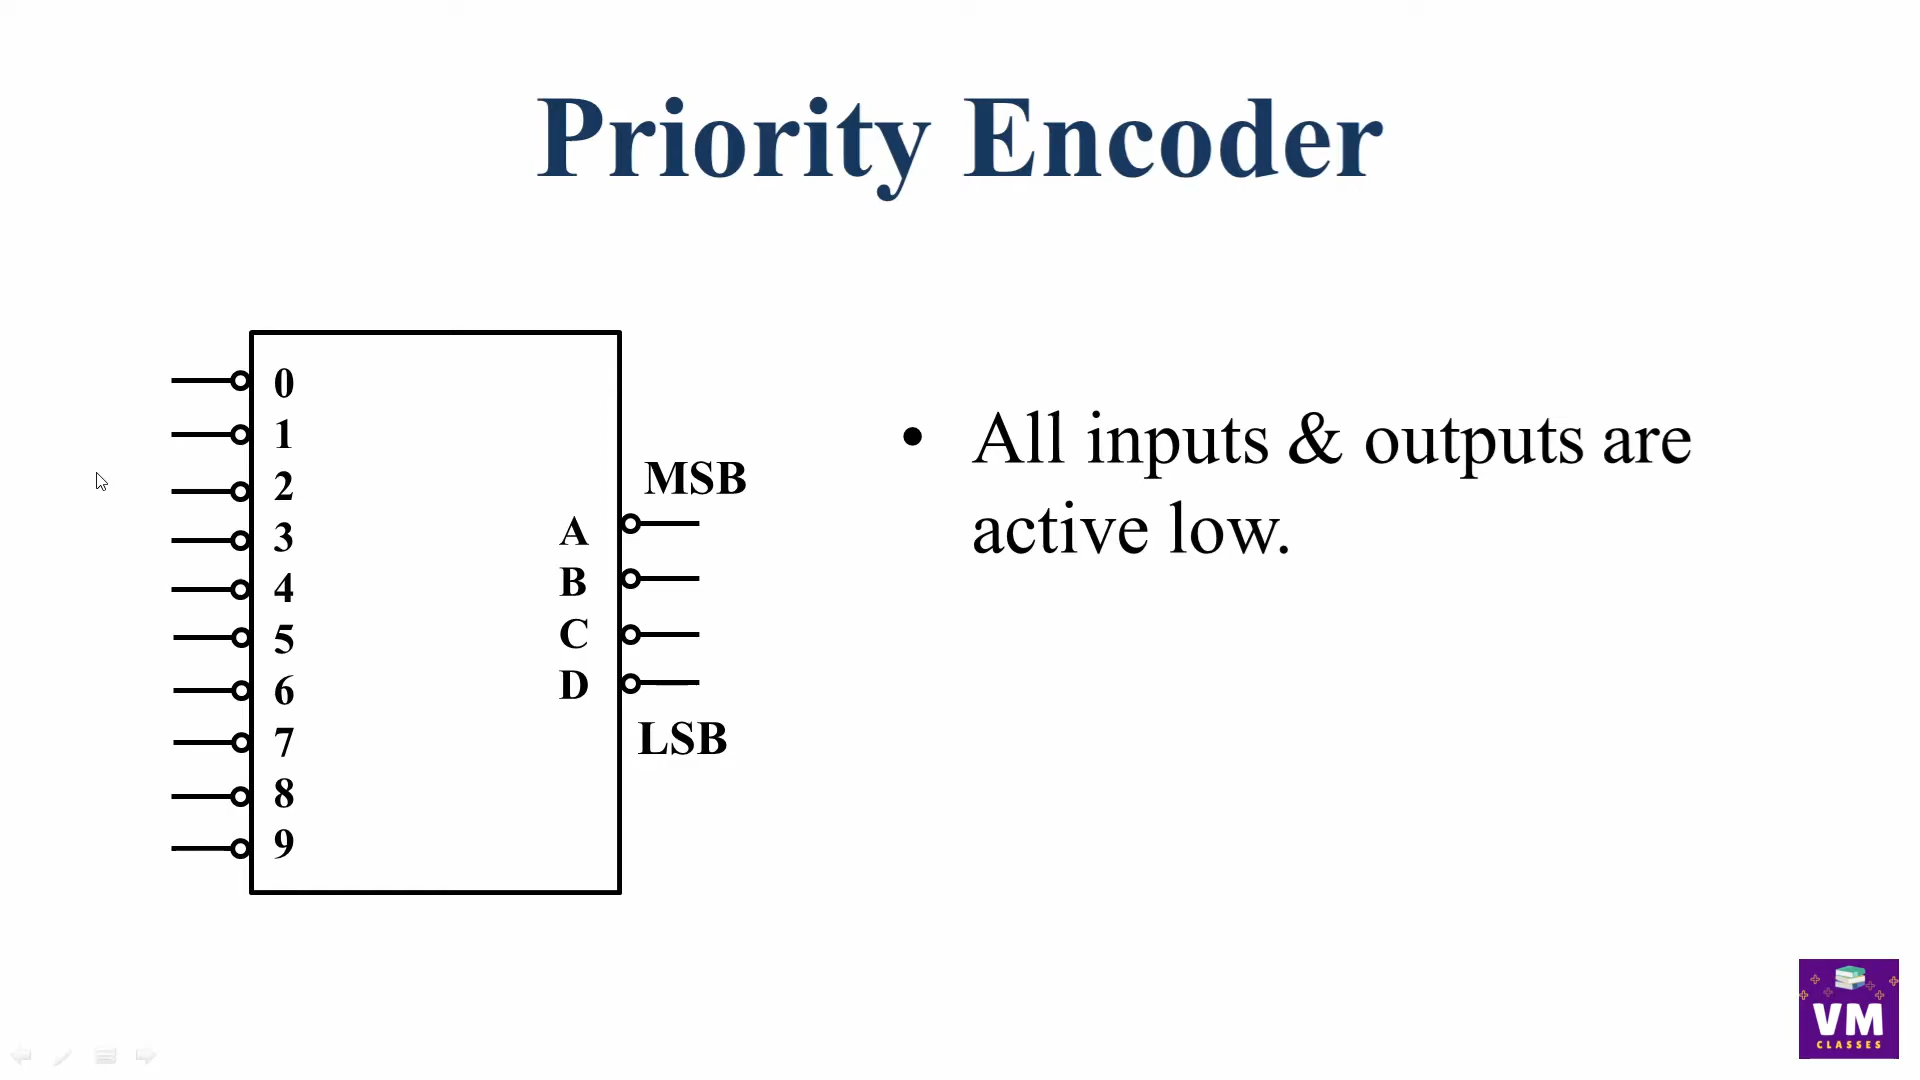 Priority Encoder
0
1
2
3
4
5
6
7
8
9
MSB
A
B
C
D
LSB
• All inputs & outputs are
active low.
VM
CLASSES